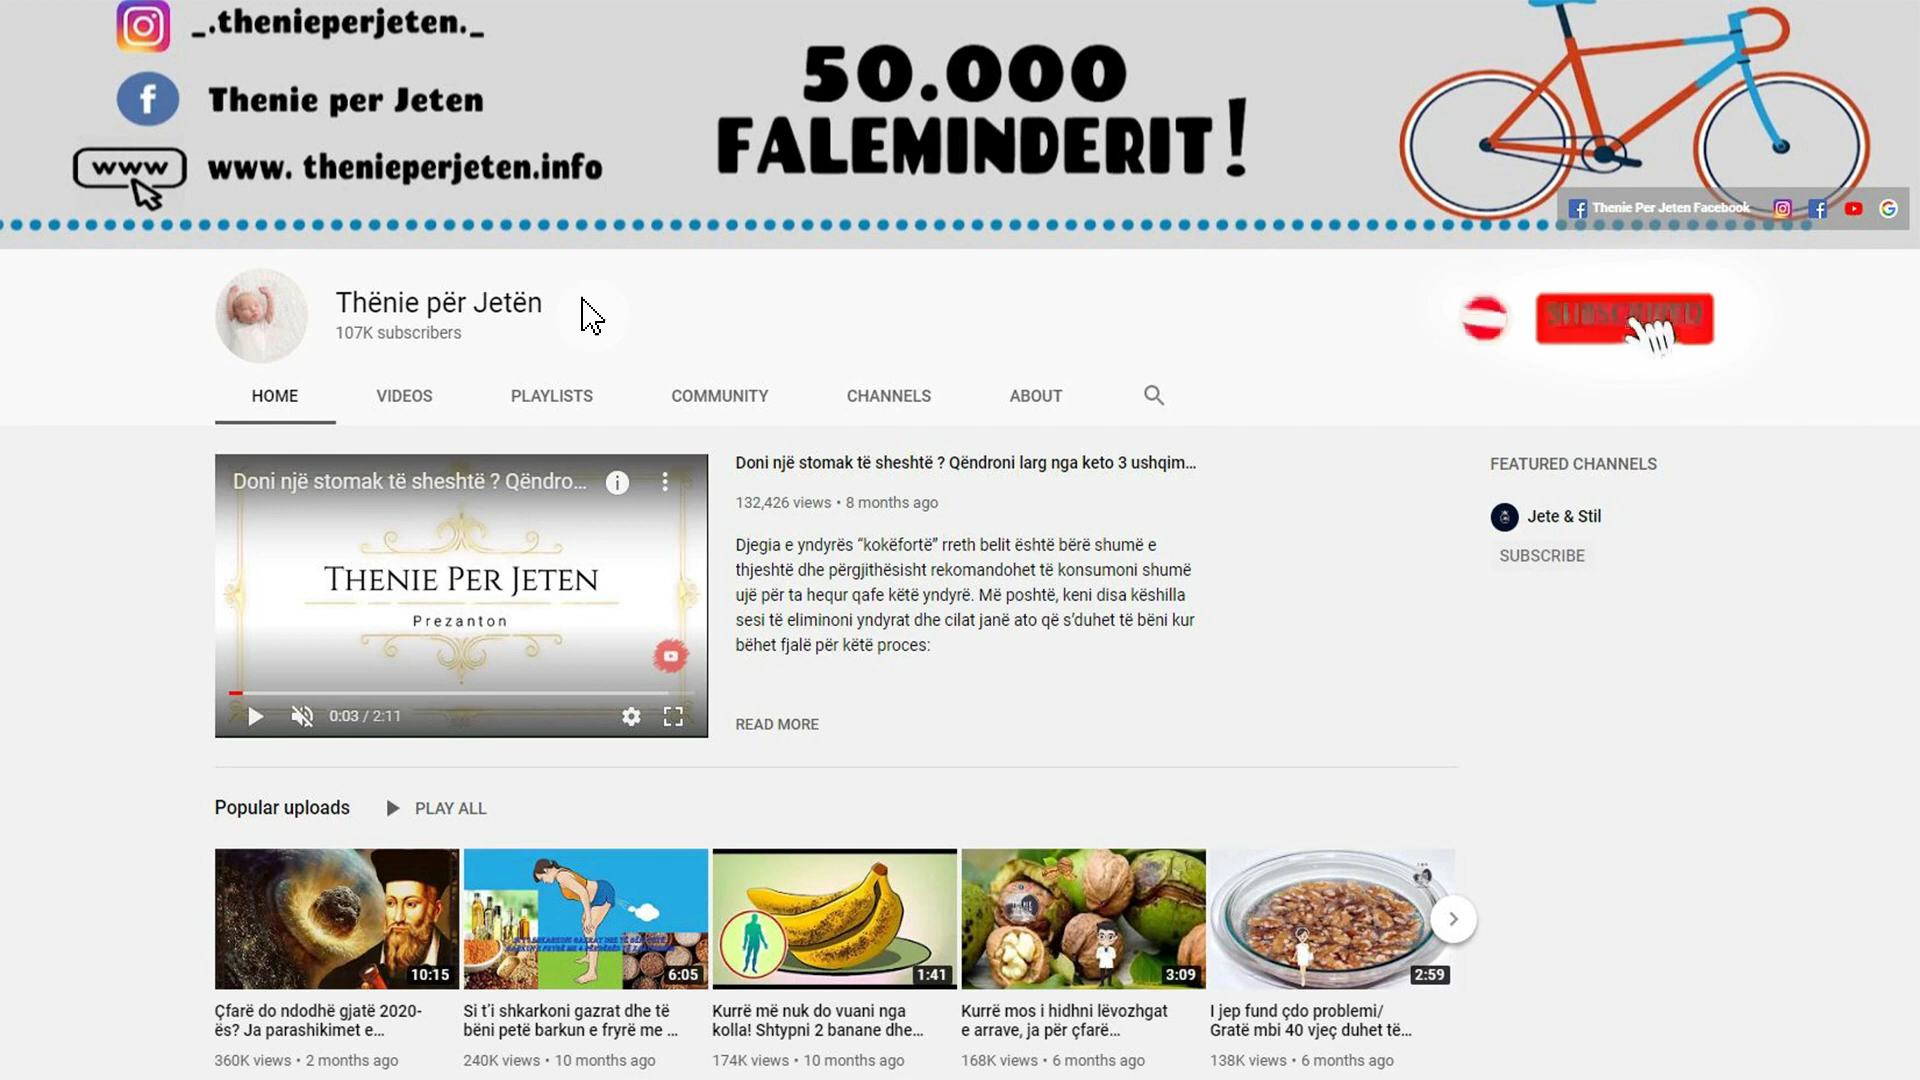 _.thenieperjeten._
Thenie per Jeten
www
www. thenieperjeten.info
50.000
FALEMINDERIT!
Thenie Per Jeten Facebook
Thënie për Jetën
107K subscribers
HOME
VIDEOS
PLAYLISTS
COMMUNITY
CHANNELS
ABOUT
Doni një stomak të sheshtë ? Qëndro...
THENIE PER JETEN
Prezanton
0:03 / 2:11
Doni një stomak të sheshtë ? Qëndroni larg nga keto 3 ushqim...
132,426 views • 8 months ago
Djegia e yndyrës “kokëfortë” rreth belit është bërë shumë e
thjeshtë dhe përgjithësisht rekomandohet të konsumoni shumë
ujë për ta hequr qafe këtë yndyrë. Më poshtë, keni disa këshilla
sesi të eliminoni yndyrat dhe cilat janë ato që s’duhet të bëni kur
bëhet fjalë për këtë proces:
READ MORE
FEATURED CHANNELS
Jete & Stil
SUBSCRIBE
Popular uploads
PLAY ALL
10:15
6:05
1:41
3:09
2:59
Çfarë do ndodhë gjatë 2020-
ës? Ja parashikimet e...
360K views • 2 months ago
Si t’i shkarkoni gazrat dhe të
bëni petë barkun e fryrë me ...
240K views • 10 months ago
Kurrë më nuk do vuani nga
kolla! Shtypni 2 banane dhe...
174K views • 10 months ago
Kurrë mos i hidhni lëvozhgat
e arrave, ja për çfarë...
168K views • 6 months ago
I jep fund çdo problemi/
Gratë mbi 40 vjeç duhet të...
138K views • 6 months ago